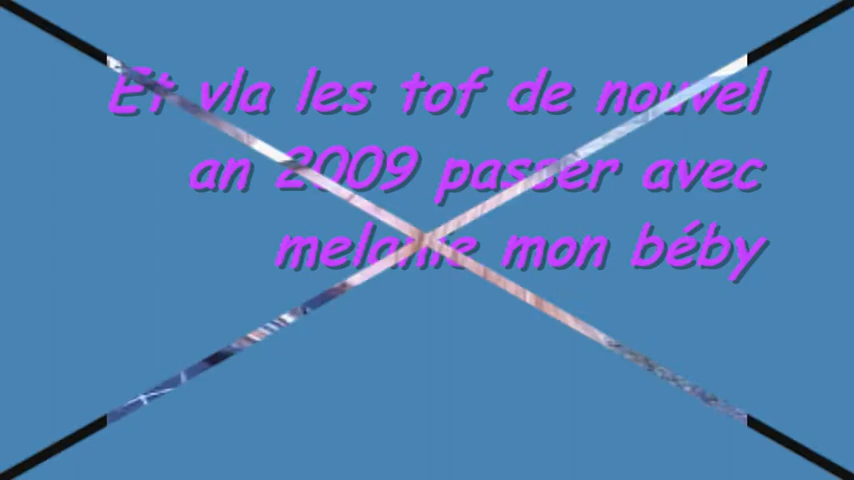 Et vla les tof de nouvel
an 2009 passer avec
melanie mon béby